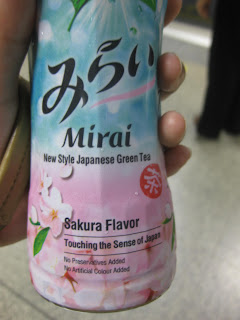 みらい
Mirai
New Style Japanese Green Tea
茶
Sakura Flavor
Touching the Sense of Japan
No Preservatives Added
No Artificial Colour Added